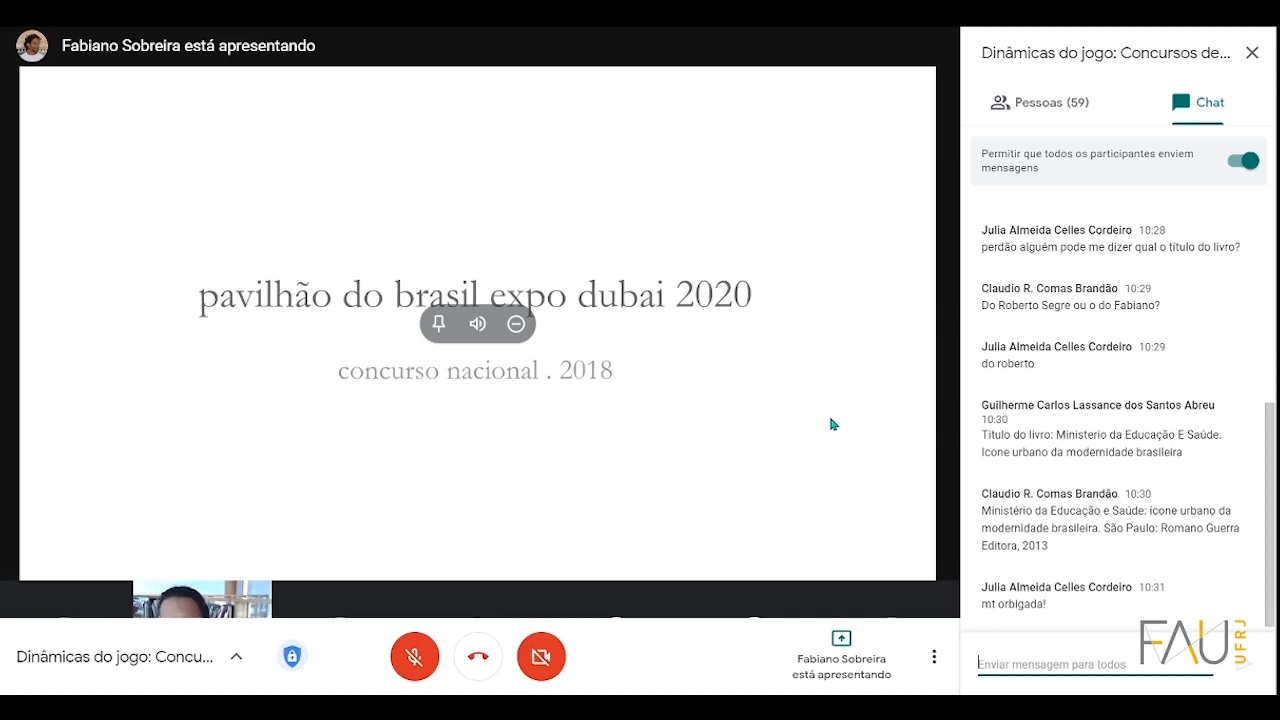 Fabiano Sobreira está apresentando
pavilhão do brasil expo dubai 2020
concurso nacional . 2018
Dinâmicas do jogo: Concu...
Fabiano Sobreira
está apresentando
Dinâmicas do jogo: Concursos de...
Pessoas (59)
Chat
Permitir que todos os participantes enviem
mensagens
Julia Almeida Celles Cordeiro 10:28
perdão alguém pode me dizer qual o título do livro?
Claudio R. Comas Brandão 10:29
Do Roberto Segre ou o do Fabiano?
Julia Almeida Celles Cordeiro 10:29
do roberto
Guilherme Carlos Lassance dos Santos Abreu
10:30
Titulo do livro: Ministerio da Educação E Saúde.
Icone urbano da modernidade brasileira
Claudio R. Comas Brandão 10:30
Ministério da Educação e Saúde: ícone urbano da
modernidade brasileira. São Paulo: Romano Guerra
Editora, 2013
Julia Almeida Celles Cordeiro 10:31
mt orbigada!
Enviar mensagem para todos
FAU UFRJ